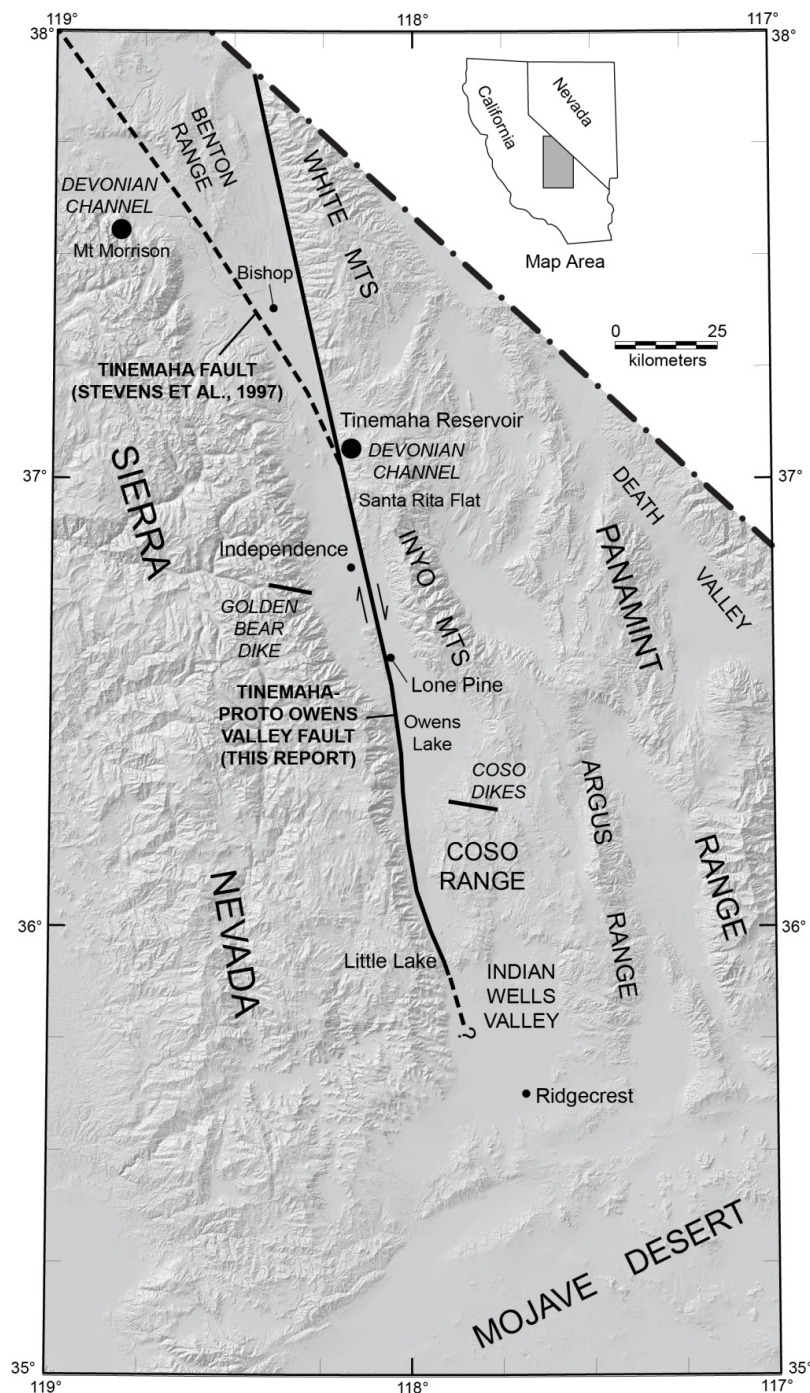 119°
118°
117°
38°
38°
California
Nevada
Map Area
BENTON
RANGE
WHITE
MTS
DEVONIAN
CHANNEL
Mt Morrison
Bishop
0
25
kilometers
TINEMAHA FAULT
(STEVENS ET AL., 1997)
Tinemaha Reservoir
DEVONIAN
CHANNEL
Santa Rita Flat
37°
37°
SIERRA
DEATH
VALLEY
PANAMINT
INYO
MTS
Independence
GOLDEN
BEAR
DIKE
Lone Pine
TINEMAHA-
PROTO OWENS
VALLEY FAULT
(THIS REPORT)
Owens
Lake
COSO
DIKES
ARGUS
RANGE
COSO
RANGE
RANGE
NEVADA
36°
36°
Little Lake
INDIAN
WELLS
VALLEY
?
Ridgecrest
MOJAVE DESERT
35°
35°
119°
118°
117°